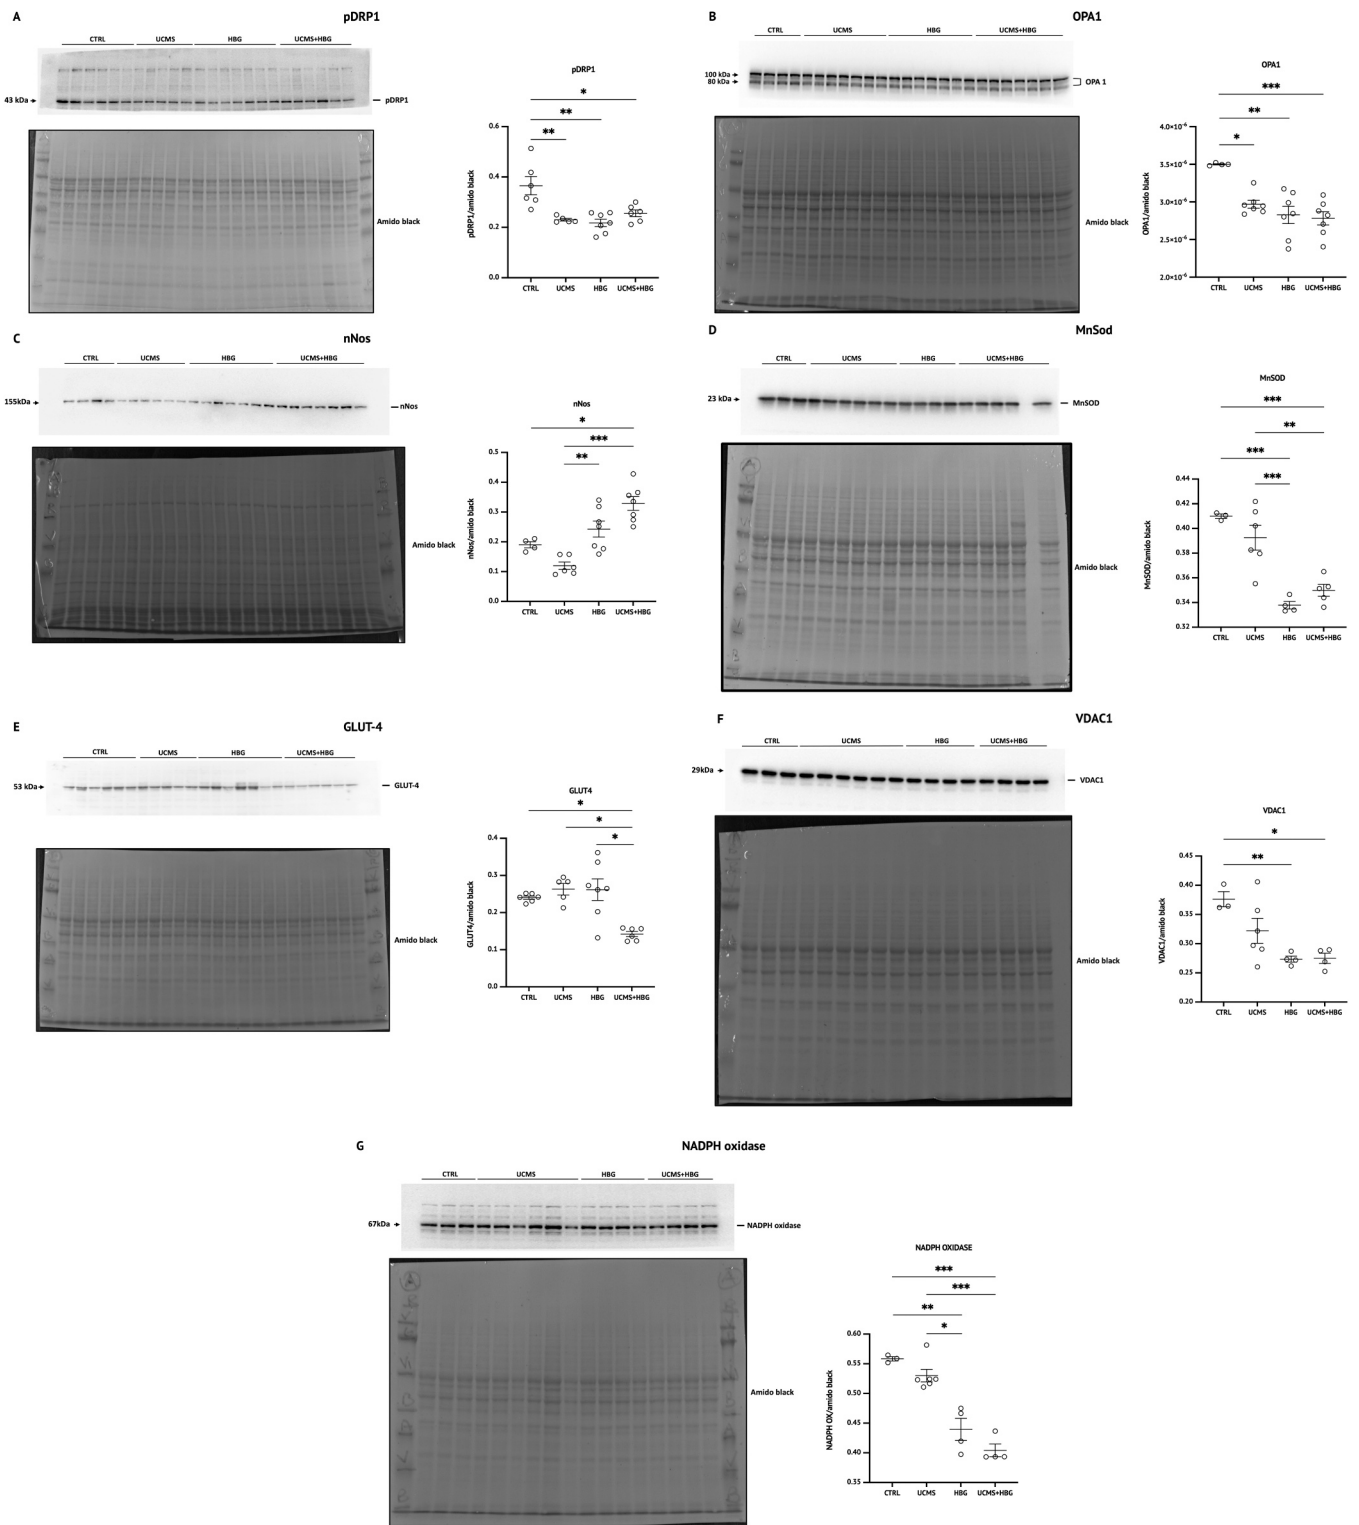 A
pDRP1
CTRL UCMS HBG UCMS+HBG
43 kDa
pDRP1
Amido black
pDRP1
*
**
**
0.6
0.4
0.2
0.0
pDRP1/amido black
CTRL UCMS HBG UCMS+HBG
B
OPA1
CTRL UCMS HBG UCMS+HBG
100 kDa
80 kDa
OPA 1
Amido black
OPA1
***
**
*
4.0×10⁻⁶
3.5×10⁻⁶
3.0×10⁻⁶
2.5×10⁻⁶
2.0×10⁻⁶
OPA1/amido black
CTRL UCMS HBG UCMS+HBG
C
nNos
CTRL UCMS HBG UCMS+HBG
155kDa
nNos
Amido black
nNos
*
***
**
0.5
0.4
0.3
0.2
0.1
0.0
nNos/amido black
CTRL UCMS HBG UCMS+HBG
D
MnSod
CTRL UCMS HBG UCMS+HBG
23 kDa
MnSOD
Amido black
MnSOD
***
**
***
***
0.44
0.42
0.40
0.38
0.36
0.34
0.32
MnSOD/amido black
CTRL UCMS HBG UCMS+HBG
E
GLUT-4
CTRL UCMS HBG UCMS+HBG
53 kDa
GLUT-4
Amido black
GLUT4
*
*
*
0.4
0.3
0.2
0.1
0.0
GLUT4/amido black
CTRL UCMS HBG UCMS+HBG
F
VDAC1
CTRL UCMS HBG UCMS+HBG
29kDa
VDAC1
Amido black
VDAC1
*
**
0.45
0.40
0.35
0.30
0.25
0.20
VDAC1/amido black
CTRL UCMS HBG UCMS+HBG
G
NADPH oxidase
CTRL UCMS HBG UCMS+HBG
67kDa
NADPH oxidase
Amido black
NADPH OXIDASE
***
***
**
*
0.60
0.55
0.50
0.45
0.40
0.35
NADPH OX/amido black
CTRL UCMS HBG UCMS+HBG